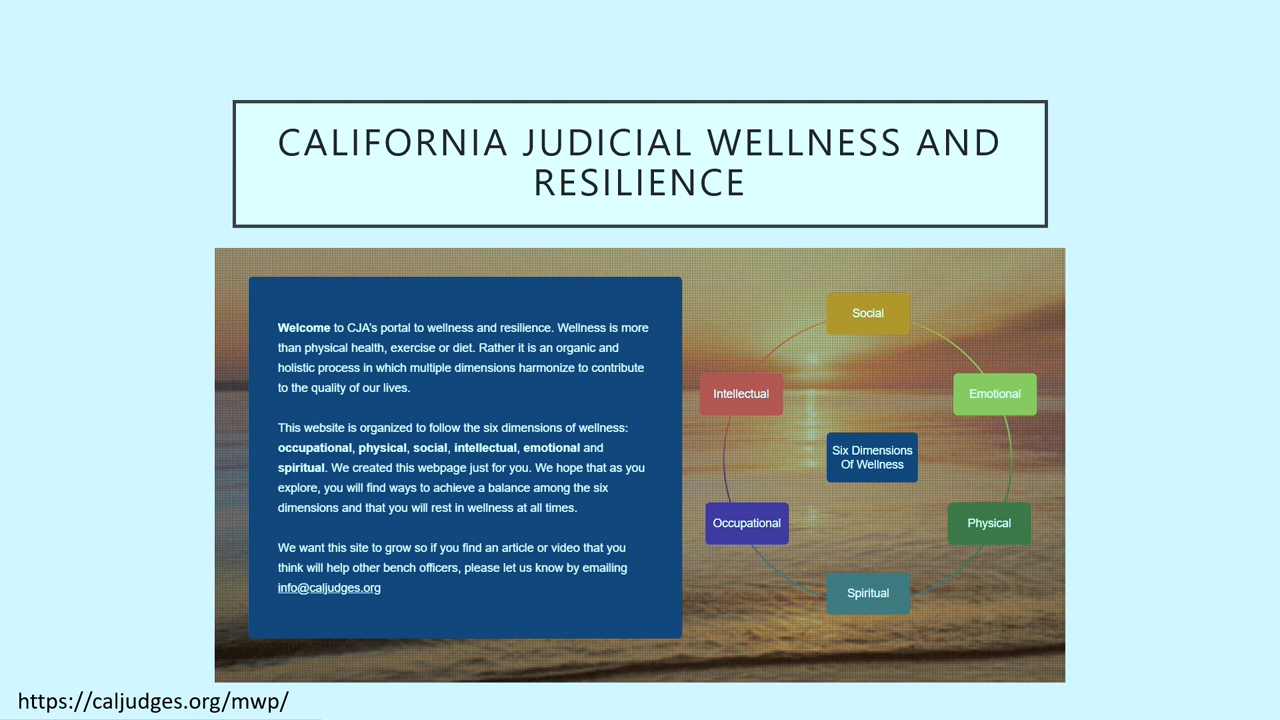 CALIFORNIA JUDICIAL WELLNESS AND
RESILIENCE
Welcome to CJA's portal to wellness and resilience. Wellness is more
than physical health, exercise or diet. Rather it is an organic and
holistic process in which multiple dimensions harmonize to contribute
to the quality of our lives.
This website is organized to follow the six dimensions of wellness:
occupational, physical, social, intellectual, emotional and
spiritual. We created this webpage just for you. We hope that as you
explore, you will find ways to achieve a balance among the six
dimensions and that you will rest in wellness at all times.
We want this site to grow so if you find an article or video that you
think will help other bench officers, please let us know by emailing
info@caljudges.org
Social
Intellectual
Emotional
Six Dimensions
Of Wellness
Occupational
Physical
Spiritual
https://caljudges.org/mwp/